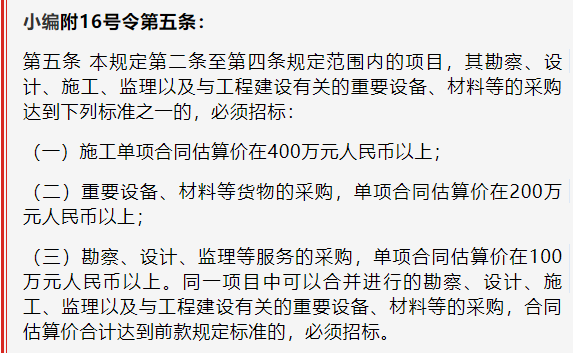 小编附16号令第五条：
第五条 本规定第二条至第四条规定范围内的项目，其勘察、设
计、施工、监理以及与工程建设有关的重要设备、材料等的采购
达到下列标准之一的，必须招标：
（一）施工单项合同估算价在400万元人民币以上；
（二）重要设备、材料等货物的采购，单项合同估算价在200万
元人民币以上；
（三）勘察、设计、监理等服务的采购，单项合同估算价在100
万元人民币以上。同一项目中可以合并进行的勘察、设计、施
工、监理以及与工程建设有关的重要设备、材料等的采购，合同
估算价合计达到前款规定标准的，必须招标。